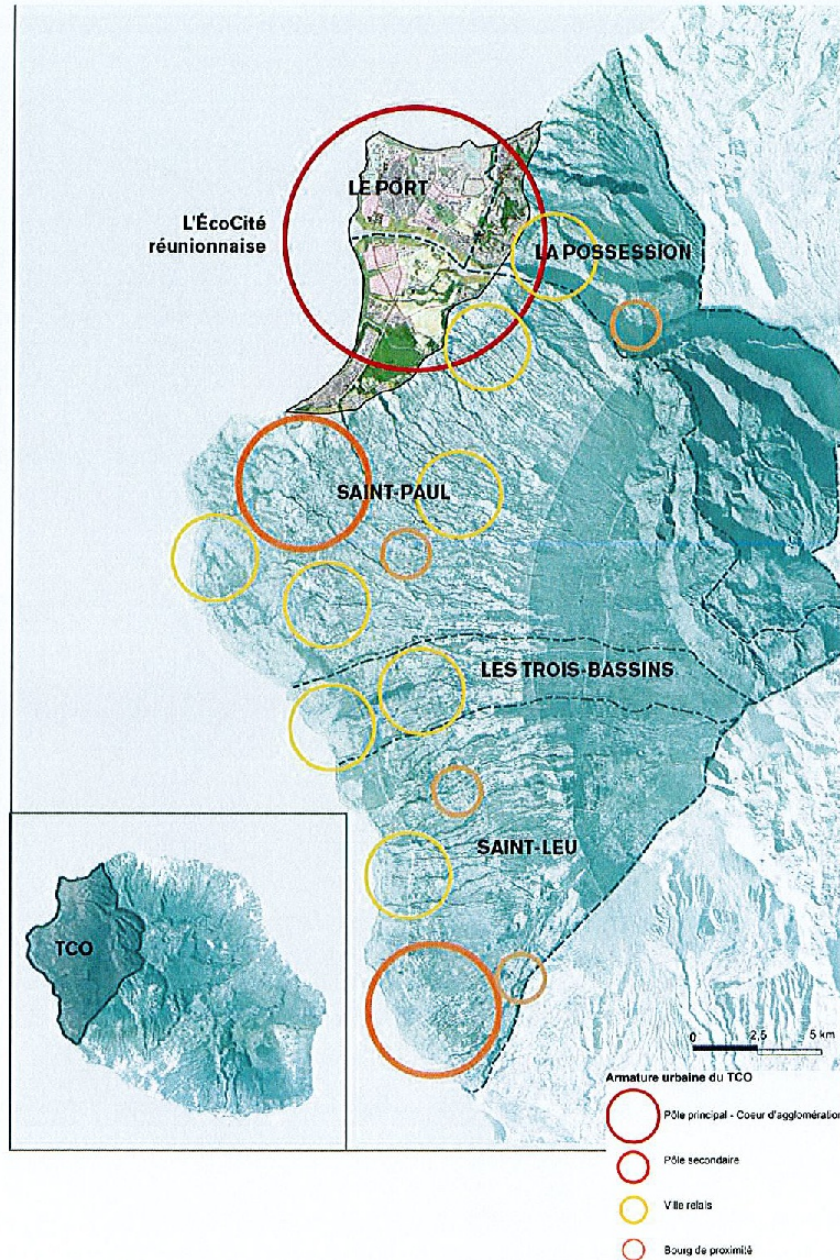 LE PORT
L'ÉcoCité
réunionnaise
LA POSSESSION
SAINT-PAUL
LES TROIS-BASSINS
SAINT-LEU
TCO
0 2,5 5 km
Armature urbaine du TCO
Pôle principal - Coeur d'agglomération
Pôle secondaire
Ville relais
Bourg de proximité